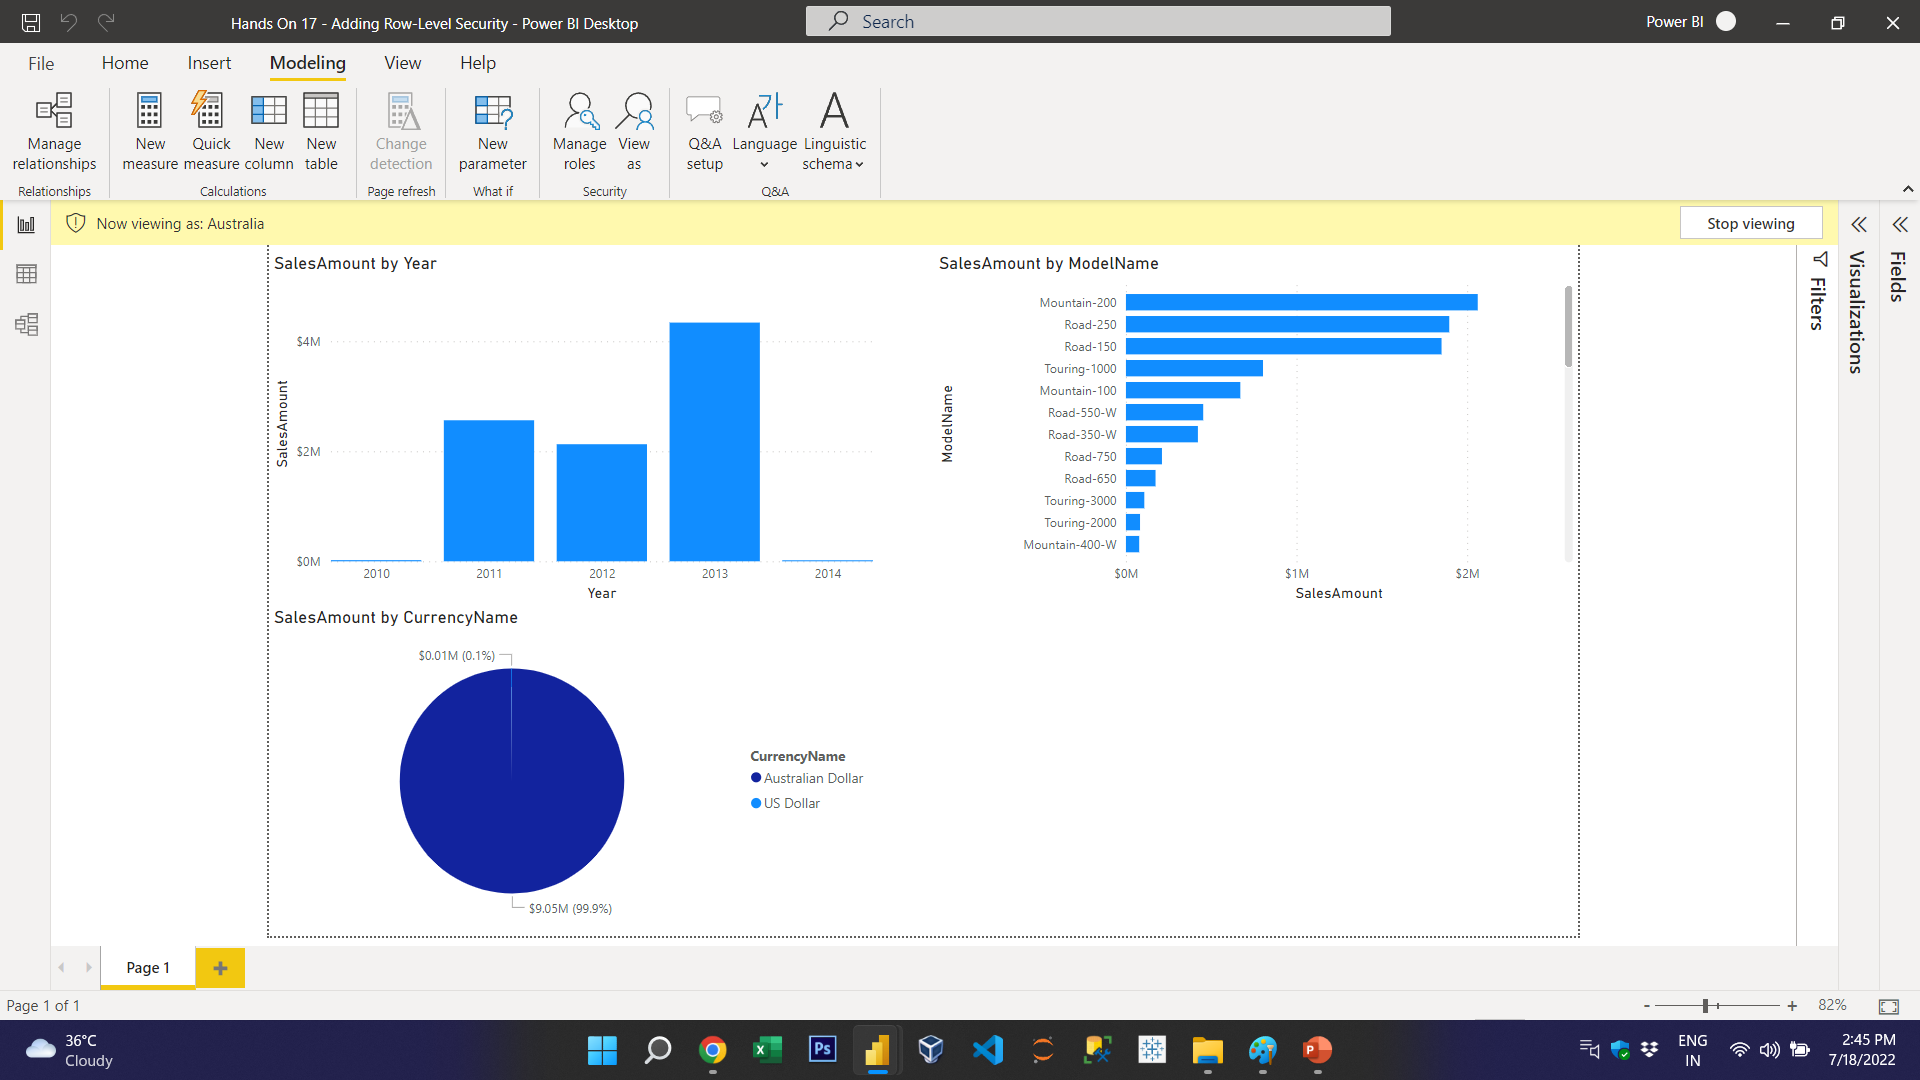 Hands On 17 - Adding Row-Level Security - Power BI Desktop
Search
Power BI
File
Home
Insert
Modeling
View
Help
Manage relationships
New measure
Quick measure
New column
New table
Change detection
New parameter
Manage roles
View as
Q&A setup
Language
Linguistic schema
Relationships
Calculations
Page refresh
What if
Security
Q&A
Now viewing as: Australia
Stop viewing
Filters
Visualizations
Fields
SalesAmount by Year
SalesAmount
$4M
$2M
$0M
2010
2011
2012
2013
2014
Year
SalesAmount by ModelName
ModelName
Mountain-200
Road-250
Road-150
Touring-1000
Mountain-100
Road-550-W
Road-350-W
Road-750
Road-650
Touring-3000
Touring-2000
Mountain-400-W
$0M
$1M
$2M
SalesAmount
SalesAmount by CurrencyName
$0.01M (0.1%)
$9.05M (99.9%)
CurrencyName
Australian Dollar
US Dollar
Page 1
Page 1 of 1
- + 82%
36°C
Cloudy
Ps
ENG
IN
2:45 PM
7/18/2022